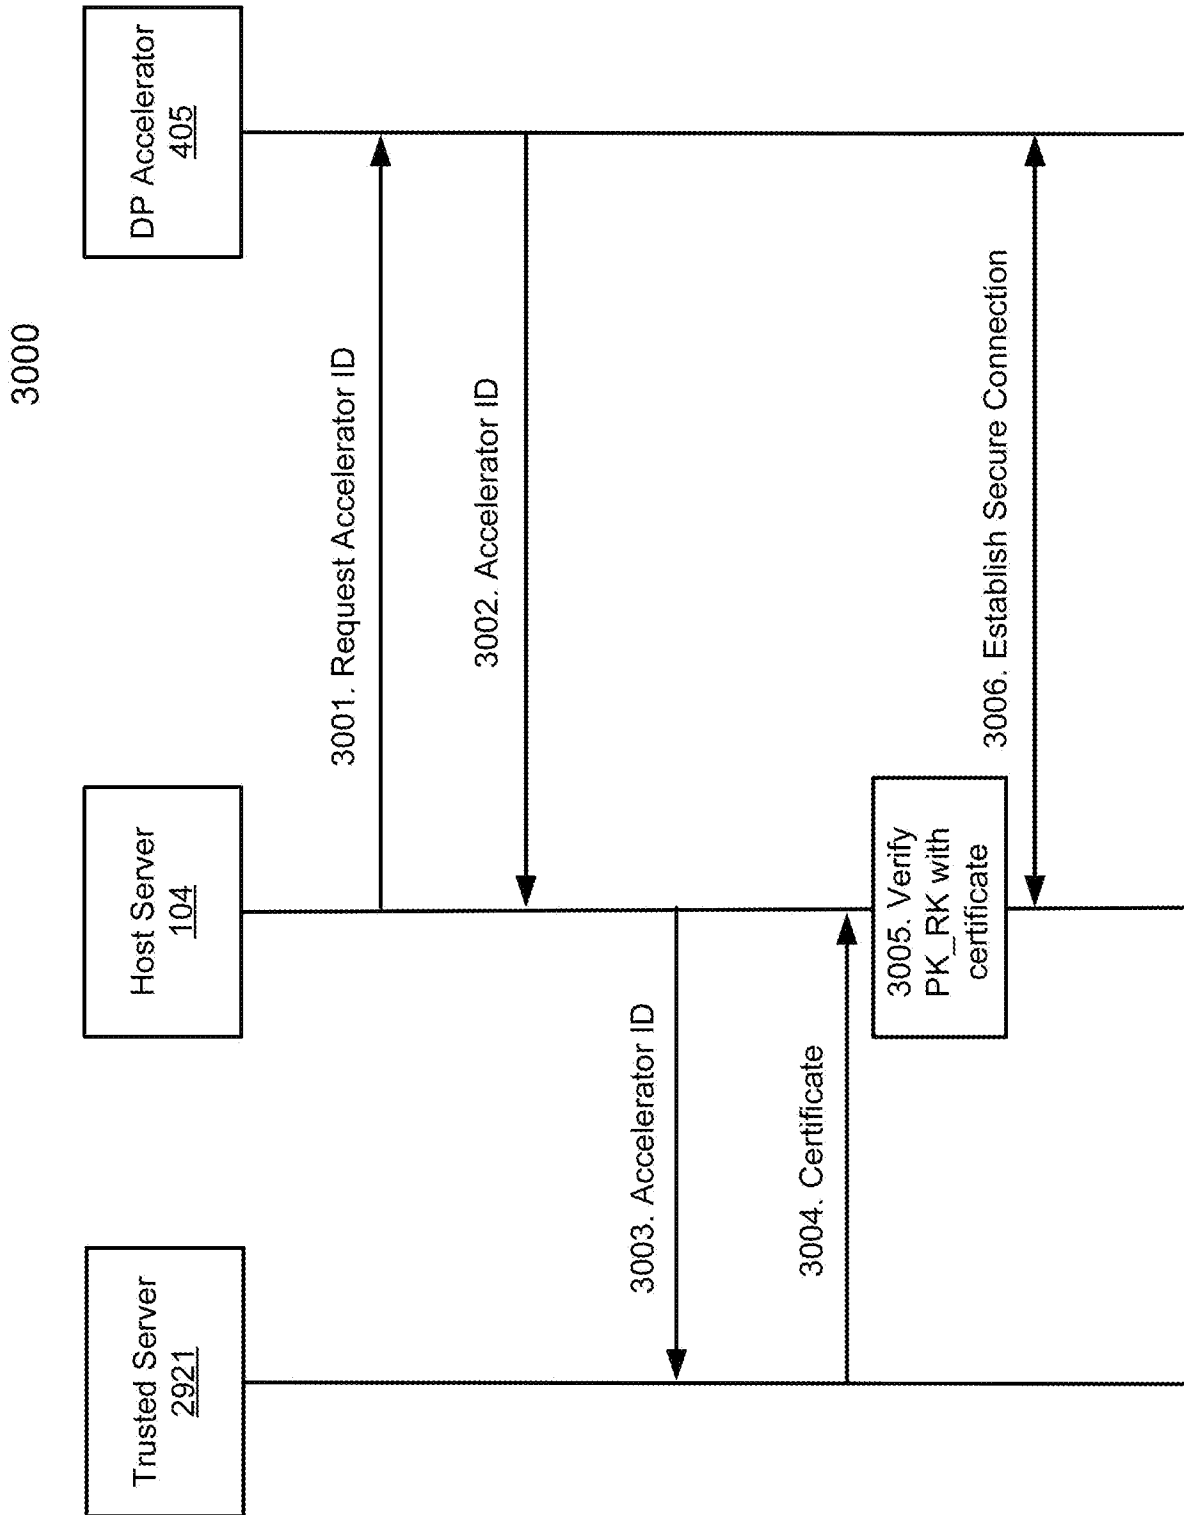 3000
Trusted Server
2921
Host Server
104
DP Accelerator
405
3001. Request Accelerator ID
3002. Accelerator ID
3003. Accelerator ID
3004. Certificate
3005. Verify
PK_RK with
certificate
3006. Establish Secure Connection